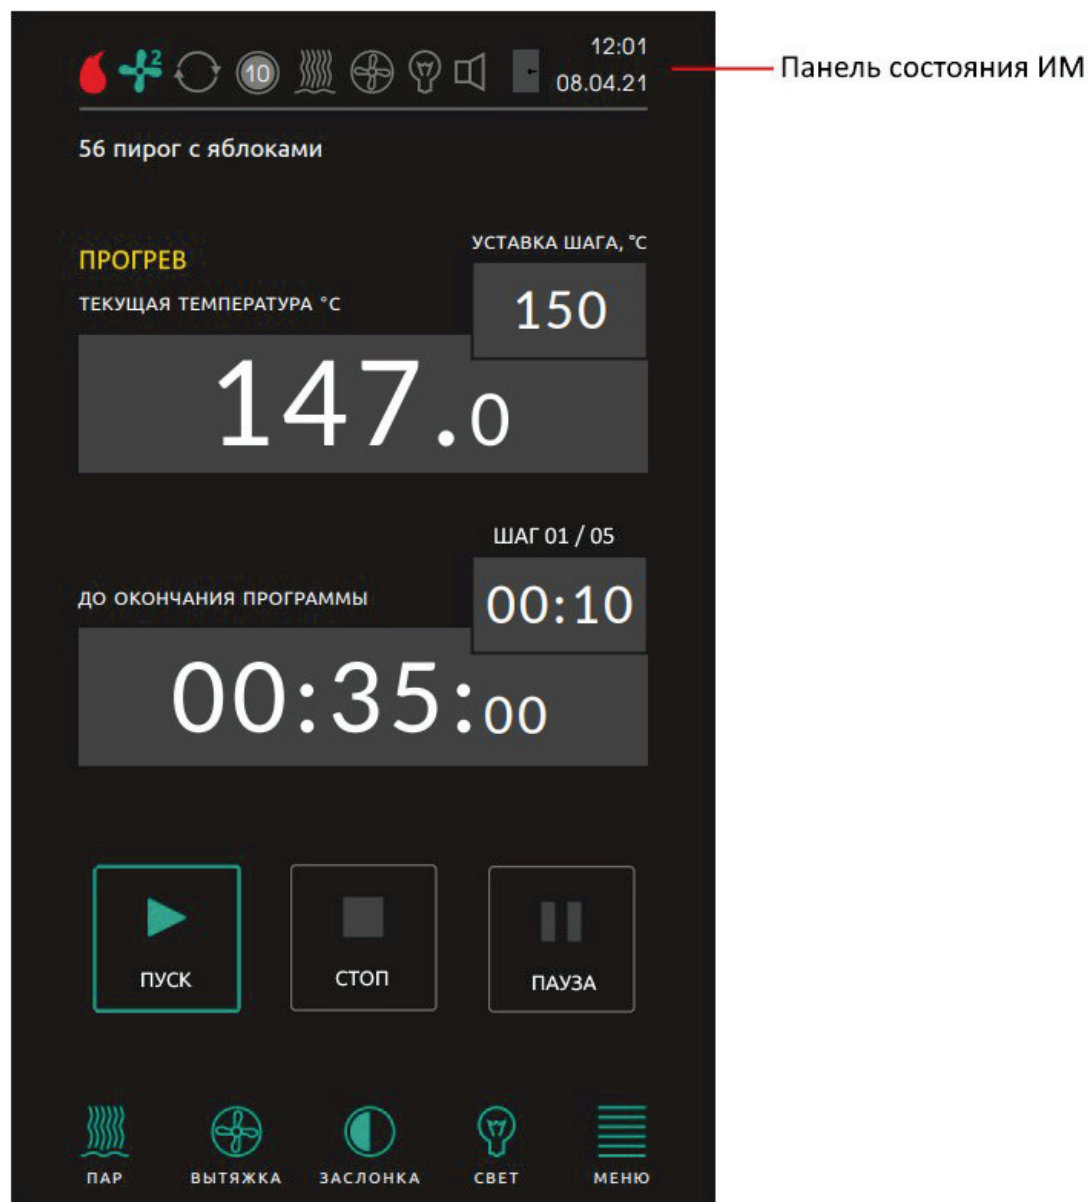 2
10
12:01
08.04.21
Панель состояния ИМ
56 пирог с яблоками
УСТАВКА ШАГА, °С
ПРОГРЕВ
ТЕКУЩАЯ ТЕМПЕРАТУРА °С
150
147.0
ШАГ 01 / 05
ДО ОКОНЧАНИЯ ПРОГРАММЫ
00:10
00:35:00
ПУСК
СТОП
ПАУЗА
ПАР
ВЫТЯЖКА
ЗАСЛОНКА
СВЕТ
МЕНЮ